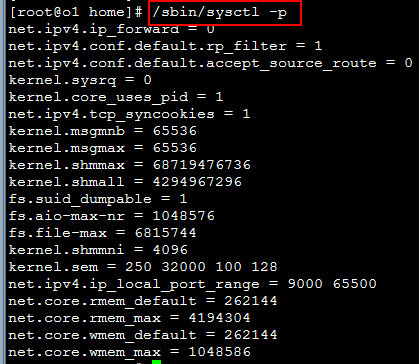 [root@o1 home]# /sbin/sysctl -p
net.ipv4.ip_forward = 0
net.ipv4.conf.default.rp_filter = 1
net.ipv4.conf.default.accept_source_route = 0
kernel.sysrq = 0
kernel.core_uses_pid = 1
net.ipv4.tcp_syncookies = 1
kernel.msgmnb = 65536
kernel.msgmax = 65536
kernel.shmmax = 68719476736
kernel.shmall = 4294967296
fs.suid_dumpable = 1
fs.aio-max-nr = 1048576
fs.file-max = 6815744
kernel.shmmni = 4096
kernel.sem = 250 32000 100 128
net.ipv4.ip_local_port_range = 9000 65500
net.core.rmem_default = 262144
net.core.rmem_max = 4194304
net.core.wmem_default = 262144
net.core.wmem_max = 1048586